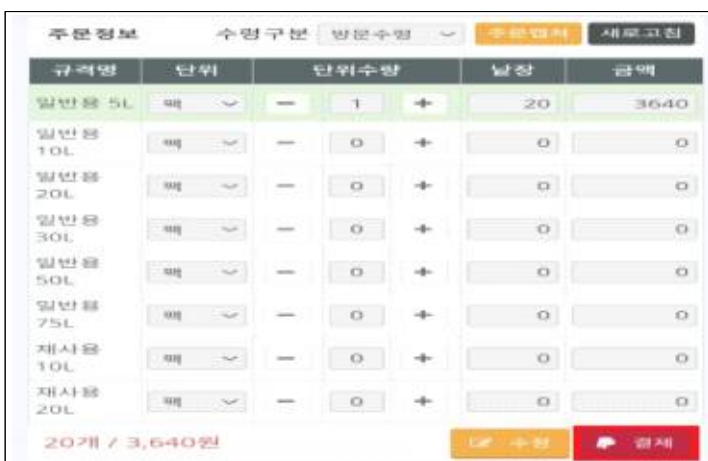 주문정보 수령구분 방문수령 주문캡처 새로고침
규격명 단위 단위수량 낱장 금액
일반용 5L 팩 − 1 + 20 3640
일반용
10L 팩 − 0 + 0 0
일반용
20L 팩 − 0 + 0 0
일반용
30L 팩 − 0 + 0 0
일반용
50L 팩 − 0 + 0 0
일반용
75L 팩 − 0 + 0 0
재사용
10L 팩 − 0 + 0 0
재사용
20L 팩 − 0 + 0 0
20개 / 3,640원 수정 결제